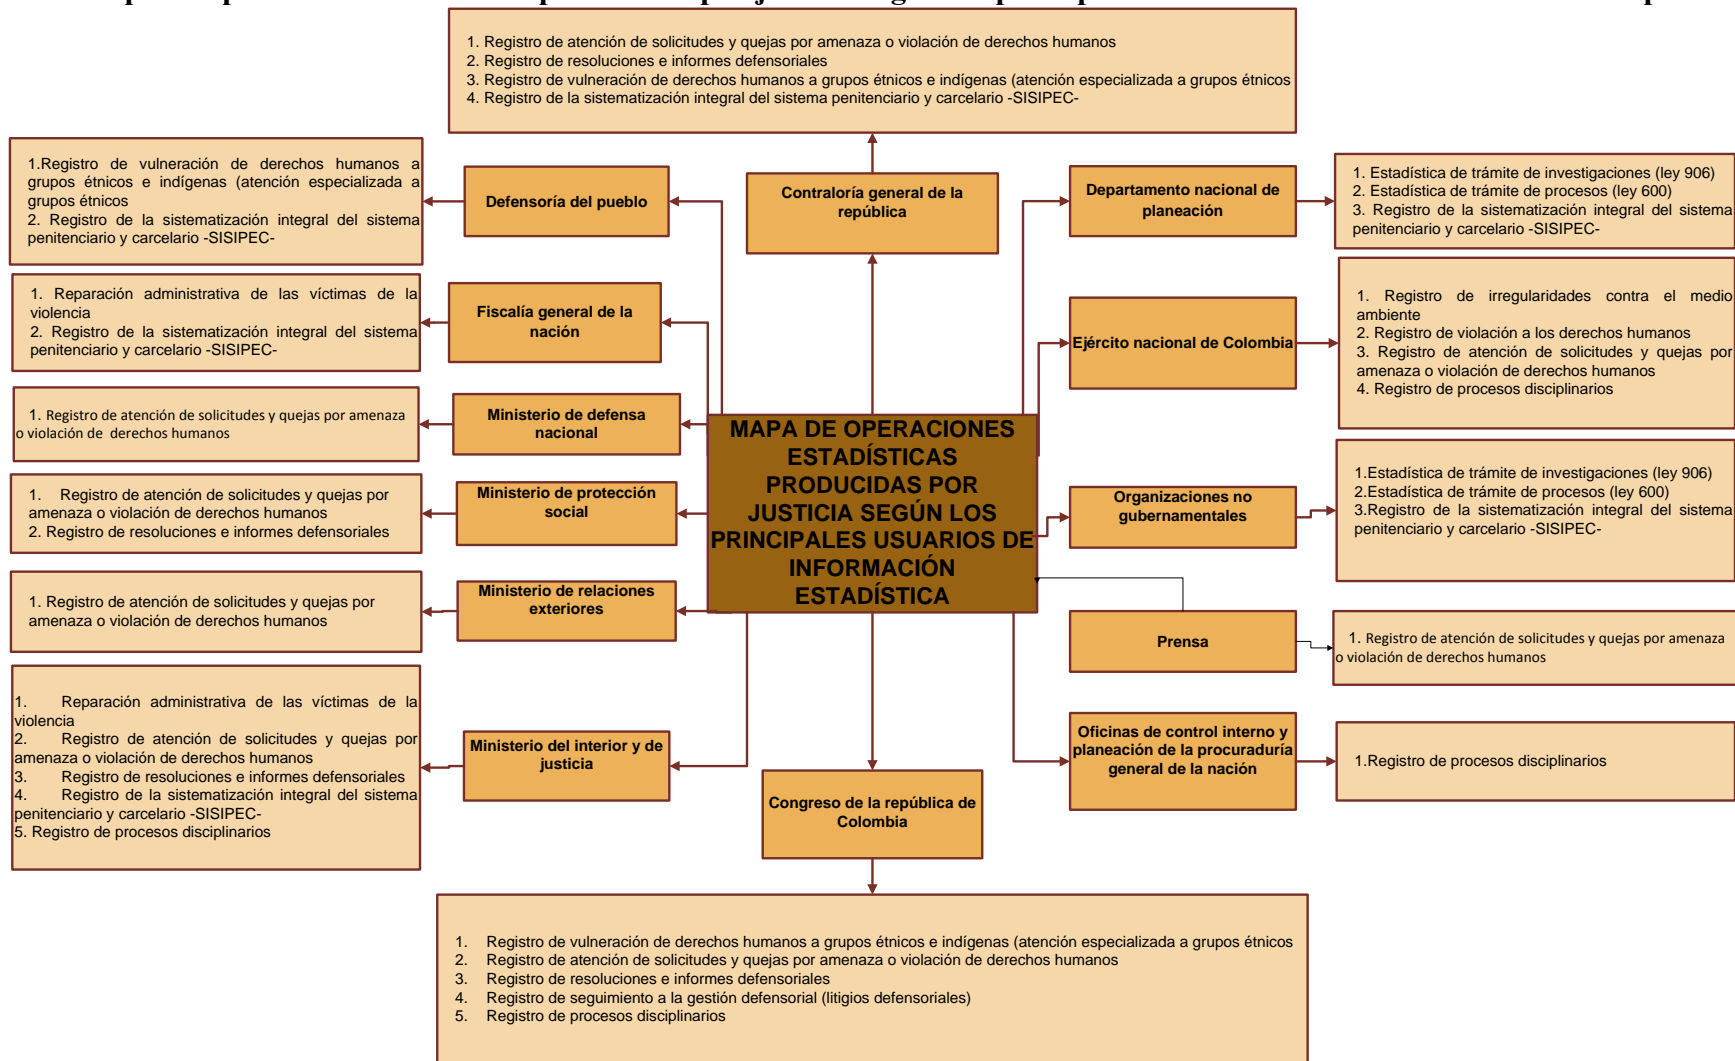 1. Registro de atención de solicitudes y quejas por amenaza o violación de derechos humanos
2. Registro de resoluciones e informes defensoriales
3. Registro de vulneración de derechos humanos a grupos étnicos e indígenas (atención especializada a grupos étnicos
4. Registro de la sistematización integral del sistema penitenciario y carcelario -SISIPEC-
1.Registro de vulneración de derechos humanos a
grupos étnicos e indígenas (atención especializada a
grupos étnicos
2. Registro de la sistematización integral del sistema
penitenciario y carcelario -SISIPEC-
Defensoría del pueblo
Contraloría general de la
república
Departamento nacional de
planeación
1. Estadística de trámite de investigaciones (ley 906)
2. Estadística de trámite de procesos (ley 600)
3. Registro de la sistematización integral del sistema
penitenciario y carcelario -SISIPEC-
1. Reparación administrativa de las víctimas de la
violencia
2. Registro de la sistematización integral del sistema
penitenciario y carcelario -SISIPEC-
Fiscalía general de la
nación
Ejército nacional de Colombia
1. Registro de irregularidades contra el medio
ambiente
2. Registro de violación a los derechos humanos
3. Registro de atención de solicitudes y quejas por
amenaza o violación de derechos humanos
4. Registro de procesos disciplinarios
1. Registro de atención de solicitudes y quejas por amenaza
o violación de derechos humanos
Ministerio de defensa
nacional
MAPA DE OPERACIONES
ESTADÍSTICAS
PRODUCIDAS POR
JUSTICIA SEGÚN LOS
PRINCIPALES USUARIOS DE
INFORMACIÓN
ESTADÍSTICA
1. Registro de atención de solicitudes y quejas por
amenaza o violación de derechos humanos
2. Registro de resoluciones e informes defensoriales
Ministerio de protección
social
Organizaciones no
gubernamentales
1.Estadística de trámite de investigaciones (ley 906)
2.Estadística de trámite de procesos (ley 600)
3.Registro de la sistematización integral del sistema
penitenciario y carcelario -SISIPEC-
1. Registro de atención de solicitudes y quejas por
amenaza o violación de derechos humanos
Ministerio de relaciones
exteriores
Prensa
1. Registro de atención de solicitudes y quejas por amenaza
o violación de derechos humanos
1. Reparación administrativa de las víctimas de la
violencia
2. Registro de atención de solicitudes y quejas por
amenaza o violación de derechos humanos
3. Registro de resoluciones e informes defensoriales
4. Registro de la sistematización integral del sistema
penitenciario y carcelario -SISIPEC-
5. Registro de procesos disciplinarios
Ministerio del interior y de
justicia
Oficinas de control interno y
planeación de la procuraduría
general de la nación
1.Registro de procesos disciplinarios
Congreso de la república de
Colombia
1. Registro de vulneración de derechos humanos a grupos étnicos e indígenas (atención especializada a grupos étnicos
2. Registro de atención de solicitudes y quejas por amenaza o violación de derechos humanos
3. Registro de resoluciones e informes defensoriales
4. Registro de seguimiento a la gestión defensorial (litigios defensoriales)
5. Registro de procesos disciplinarios